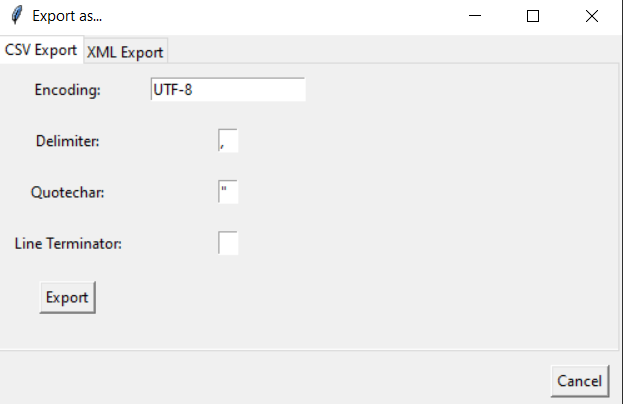 Export as...
CSV Export XML Export
Encoding: UTF-8
Delimiter: ,
Quotechar: "
Line Terminator:
Export
Cancel